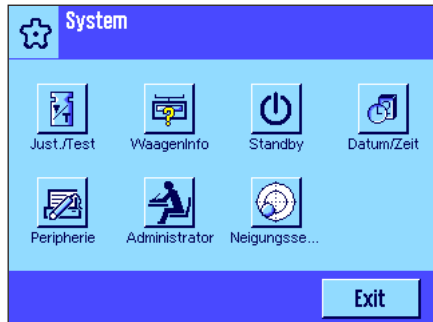 System
Just./Test
WaagenInfo
Standby
Datum/Zeit
Peripherie
Administrator
Neigungsse...
Exit